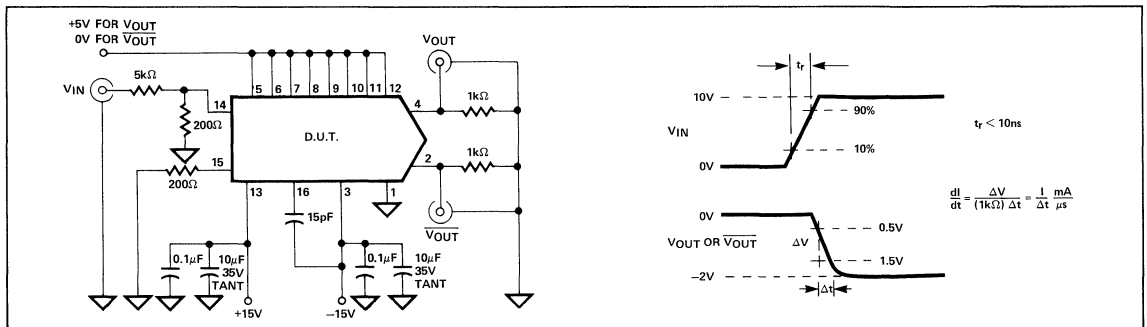 +5V FOR VOUT
0V FOR V̅O̅U̅T̅
VIN
5kΩ
14
200Ω
15
200Ω
5 6 7 8 9 10 11 12
D.U.T.
4
2
13
16
3
1
VOUT
1kΩ
1kΩ
V̅O̅U̅T̅
15pF
0.1μF
10μF
35V
TANT
+15V
–15V
0.1μF
10μF
35V
TANT
tr
10V
90%
VIN
10%
0V
tr < 10ns
dI/dt = ΔV/(1kΩ) Δt = I/Δt mA/μs
0V
0.5V
VOUT OR V̅O̅U̅T̅
ΔV
1.5V
–2V
Δt